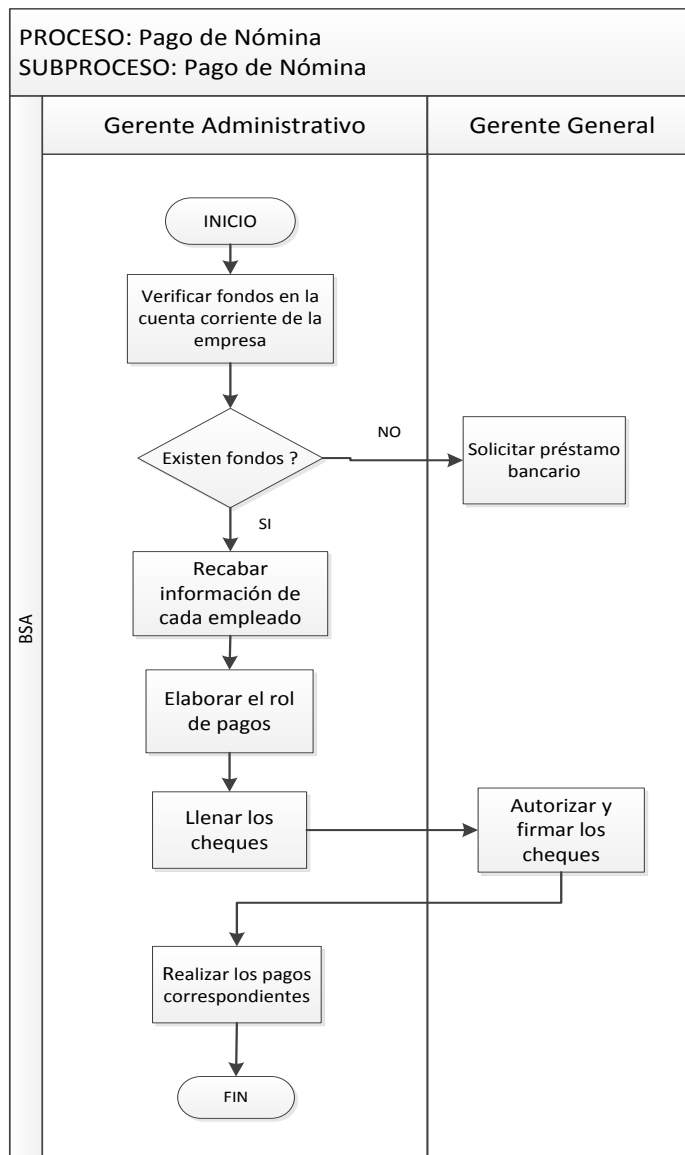 PROCESO: Pago de Nómina
SUBPROCESO: Pago de Nómina
Gerente Administrativo
Gerente General
BSA
INICIO
Verificar fondos en la
cuenta corriente de la
empresa
Existen fondos ?
NO
Solicitar préstamo
bancario
SI
Recabar
información de
cada empleado
Elaborar el rol
de pagos
Llenar los
cheques
Autorizar y
firmar los
cheques
Realizar los pagos
correspondientes
FIN